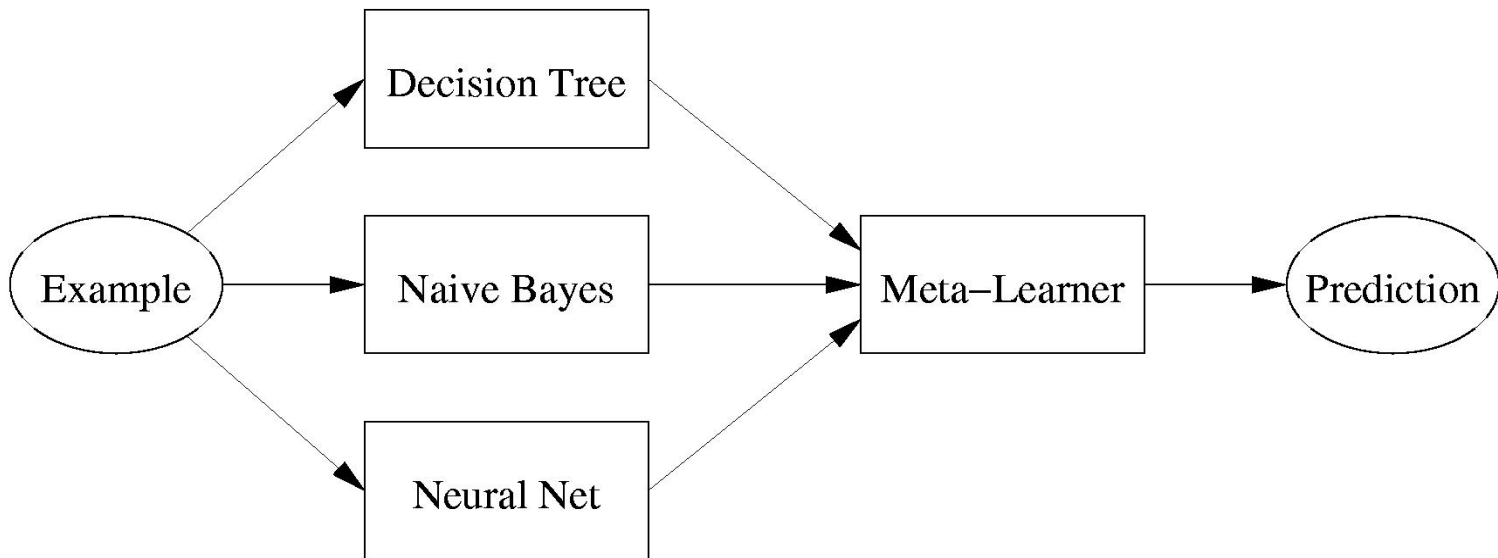 Decision Tree
Example
Naive Bayes
Meta−Learner
Prediction
Neural Net